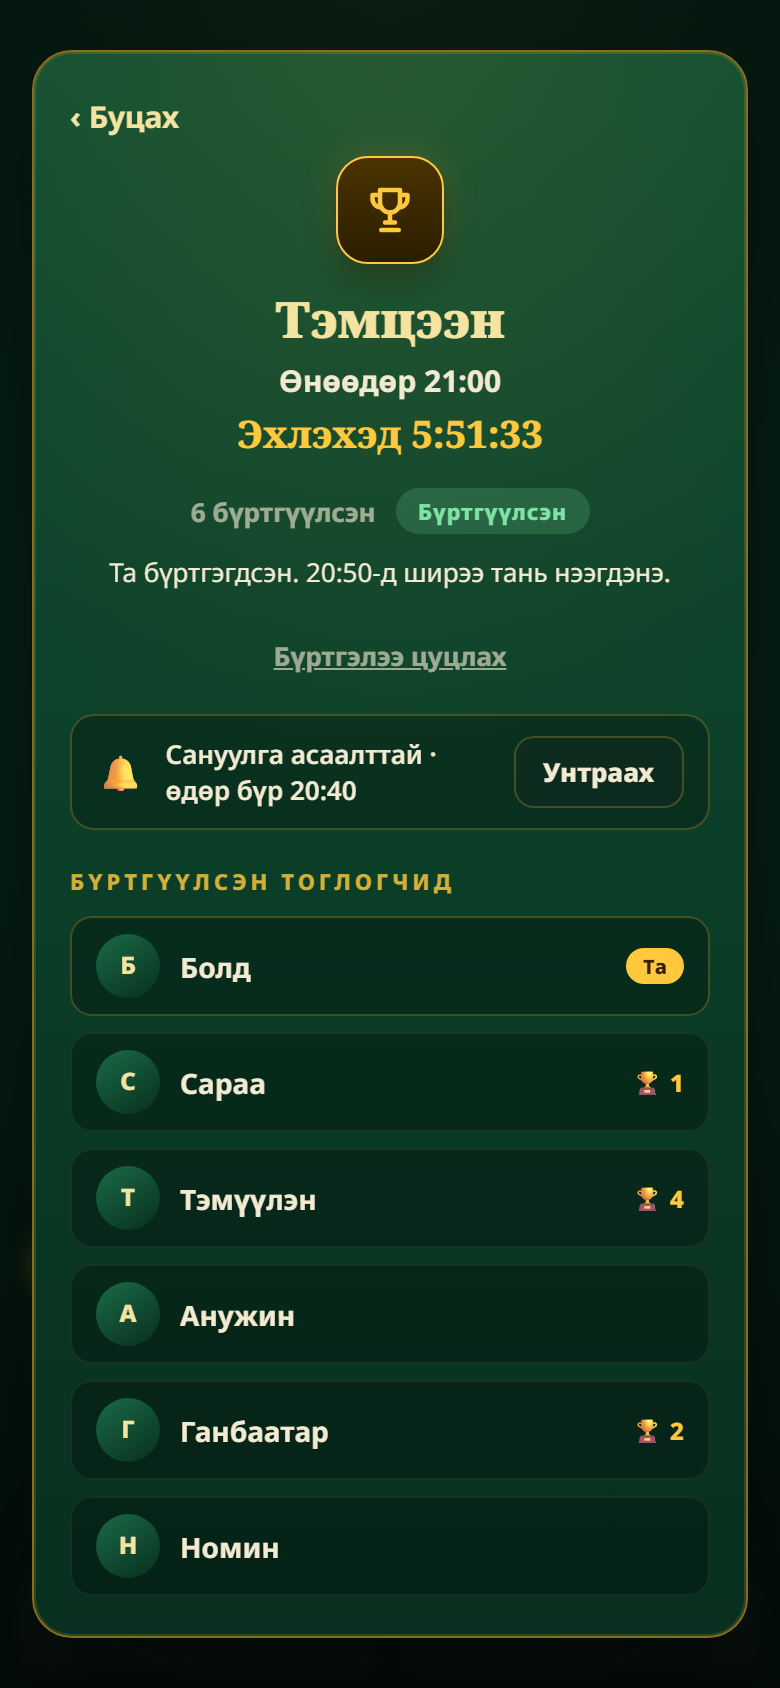 ‹ Буцах
Тэмцээн
Өнөөдөр 21:00
Эхлэхэд 5:51:33
6 бүртгүүлсэн Бүртгүүлсэн
Та бүртгэгдсэн. 20:50-д ширээ тань нээгдэнэ.
Бүртгэлээ цуцлах
Сануулга асаалттай ·
өдөр бүр 20:40
Унтраах
БҮРТГҮҮЛСЭН ТОГЛОГЧИД
Б Болд Та
С Сараа 🏆 1
Т Тэмүүлэн 🏆 4
А Анужин
Г Ганбаатар 🏆 2
Н Номин